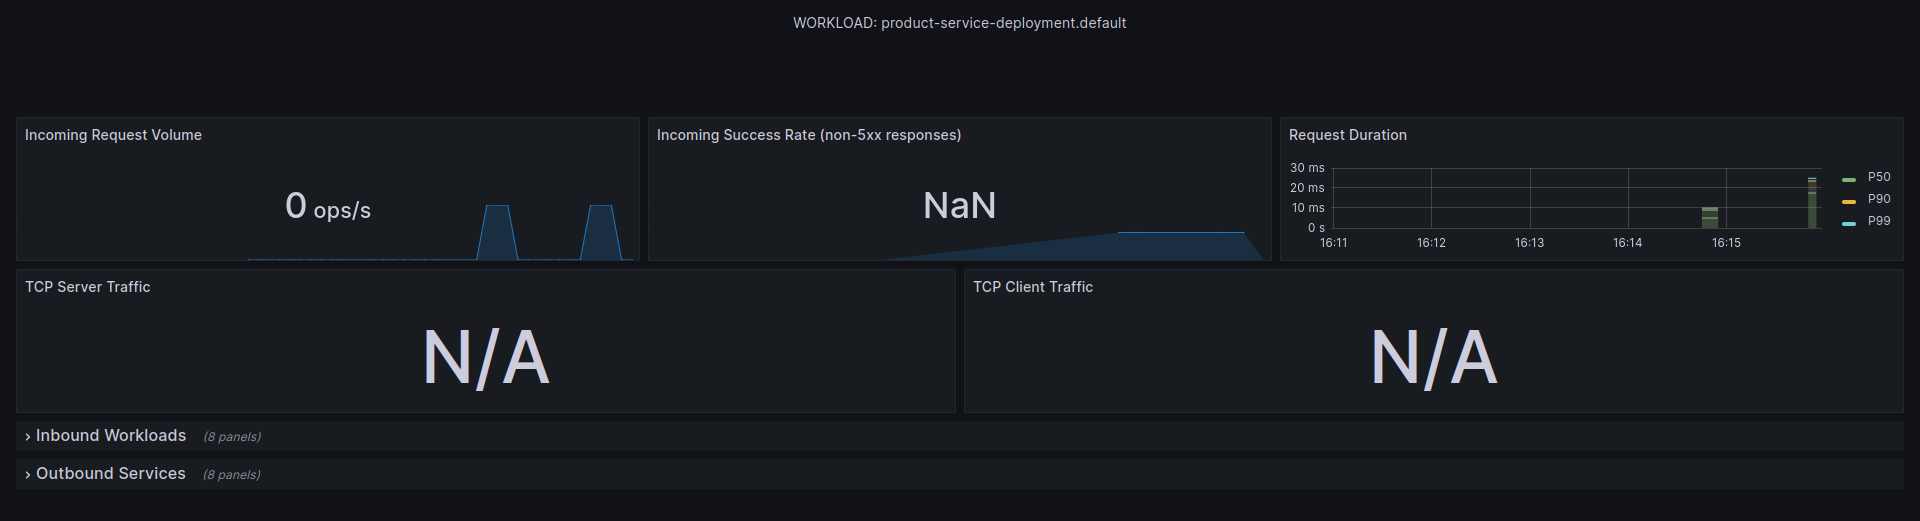 WORKLOAD: product-service-deployment.default
Incoming Request Volume
0 ops/s
Incoming Success Rate (non-5xx responses)
NaN
Request Duration
30 ms
20 ms
10 ms
0 s
16:11 16:12 16:13 16:14 16:15
P50
P90
P99
TCP Server Traffic
N/A
TCP Client Traffic
N/A
› Inbound Workloads (8 panels)
› Outbound Services (8 panels)